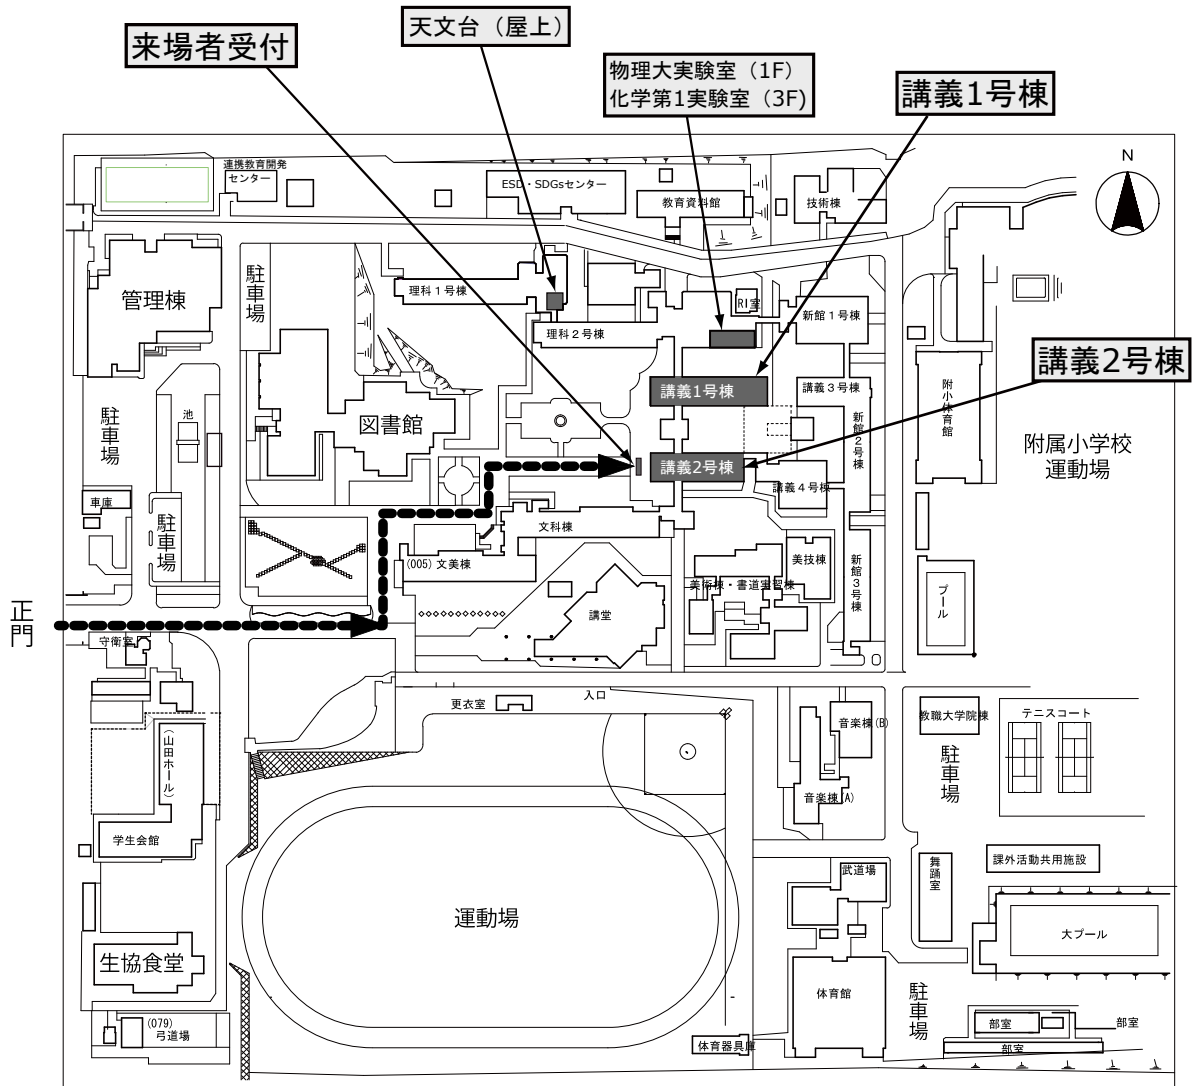 天文台（屋上）
来場者受付
物理大実験室（1F）
化学第1実験室（3F)
講義1号棟
N
連携教育開発
センター
ESD・SDGsセンター
教育資料館
技術棟
管理棟
駐車場
理科１号棟
RI室
新館１号棟
理科２号棟
講義2号棟
講義1号棟
講義３号棟
附小体育館
駐車場
池
図書館
新館２号棟
附属小学校
運動場
講義2号棟
講義４号棟
車庫
駐車場
文科棟
(005)文美棟
美技棟
美術棟・書道実習棟
新館３号棟
プール
正門
講堂
守衛室
入口
更衣室
教職大学院棟
テニスコート
音楽棟(B)
(山田ホール)
駐車場
音楽棟(A)
学生会館
武道場
舞踊室
課外活動共用施設
運動場
大プール
生協食堂
体育館
駐車場
(079)
弓道場
部室
部室
体育器具庫
部室